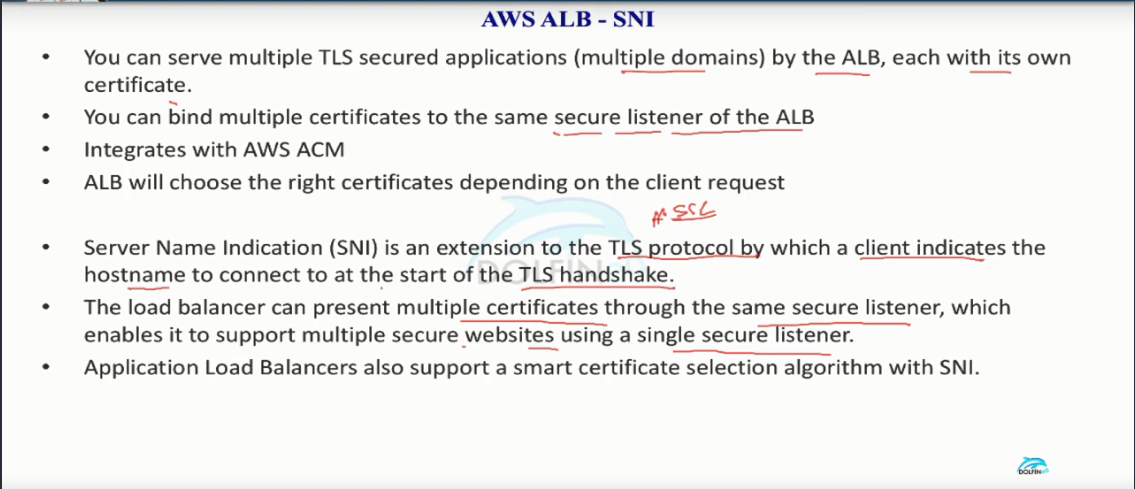 AWS ALB - SNI
• You can serve multiple TLS secured applications (multiple domains) by the ALB, each with its own
certificate.
• You can bind multiple certificates to the same secure listener of the ALB
• Integrates with AWS ACM
• ALB will choose the right certificates depending on the client request
SSL
• Server Name Indication (SNI) is an extension to the TLS protocol by which a client indicates the
hostname to connect to at the start of the TLS handshake.
• The load balancer can present multiple certificates through the same secure listener, which
enables it to support multiple secure websites using a single secure listener.
• Application Load Balancers also support a smart certificate selection algorithm with SNI.
DOLFIN
DOLFIN